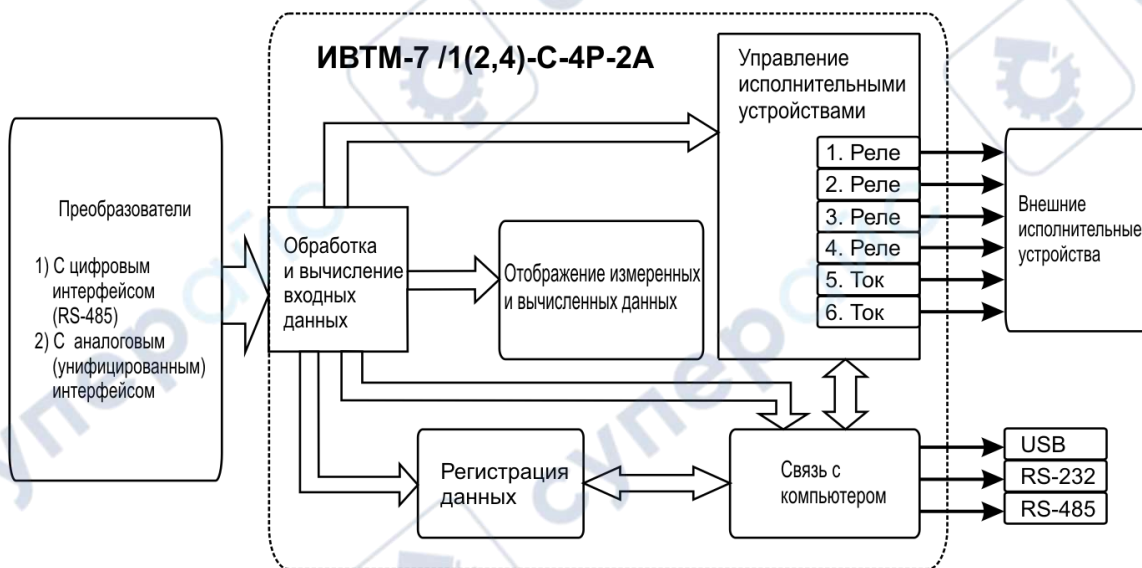 ИВТМ-7 /1(2,4)-С-4Р-2А
Преобразователи
1) С цифровым
интерфейсом
(RS-485)
2) С аналоговым
(унифицированным)
интерфейсом
Обработка
и вычисление
входных
данных
Отображение измеренных
и вычисленных данных
Управление
исполнительными
устройствами
1. Реле
2. Реле
3. Реле
4. Реле
5. Ток
6. Ток
Внешние
исполнительные
устройства
Регистрация
данных
Связь с
компьютером
USB
RS-232
RS-485
суперайс
суперайс